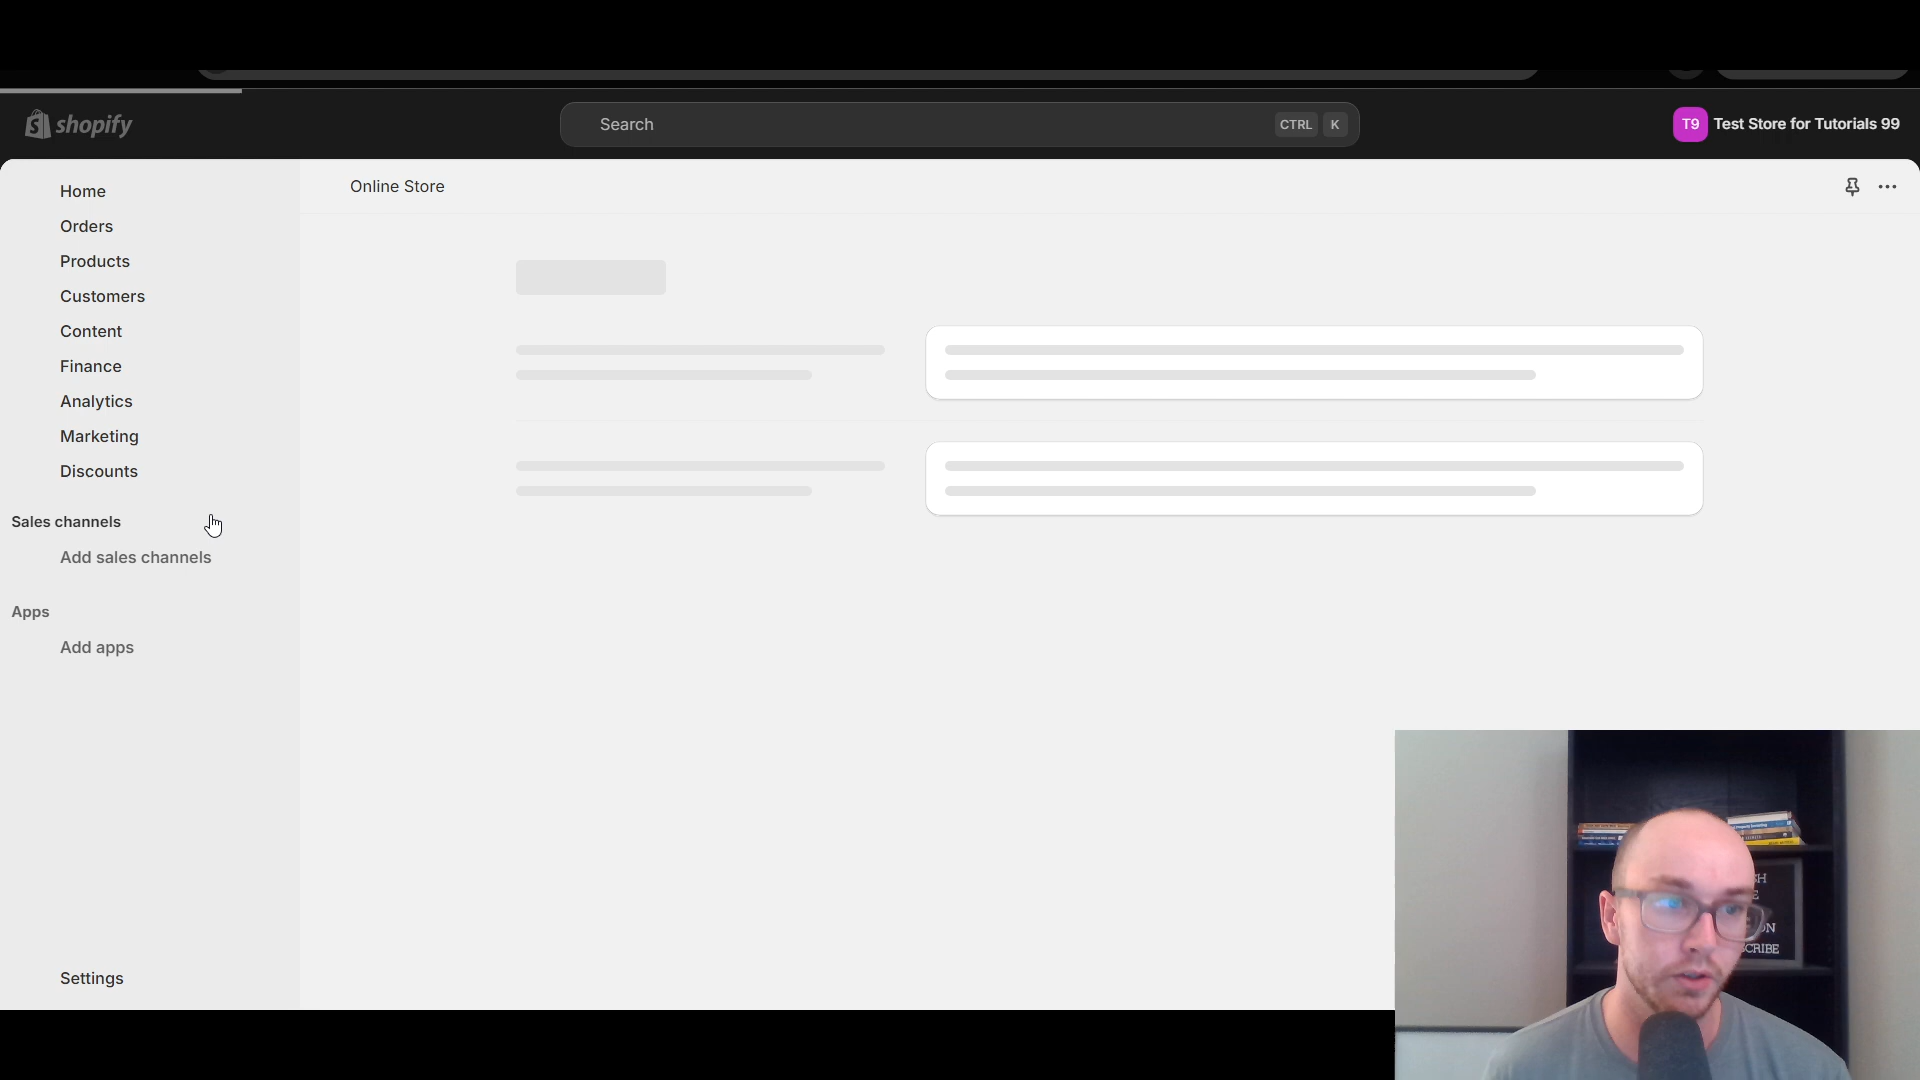 shopify
Search
CTRL K
T9 Test Store for Tutorials 99
Home
Orders
Products
Customers
Content
Finance
Analytics
Marketing
Discounts
Sales channels
Add sales channels
Apps
Add apps
Settings
Online Store